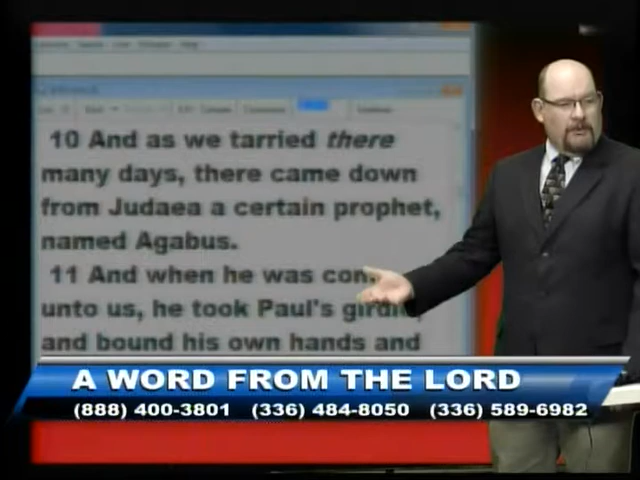 10 And as we tarried there
many days, there came down
from Judaea a certain prophet,
named Agabus.
11 And when he was
unto us, he took Paul's
and bound his own hands and
A WORD FROM THE LORD
(888) 400-3801 (336) 484-8050 (336) 589-6982